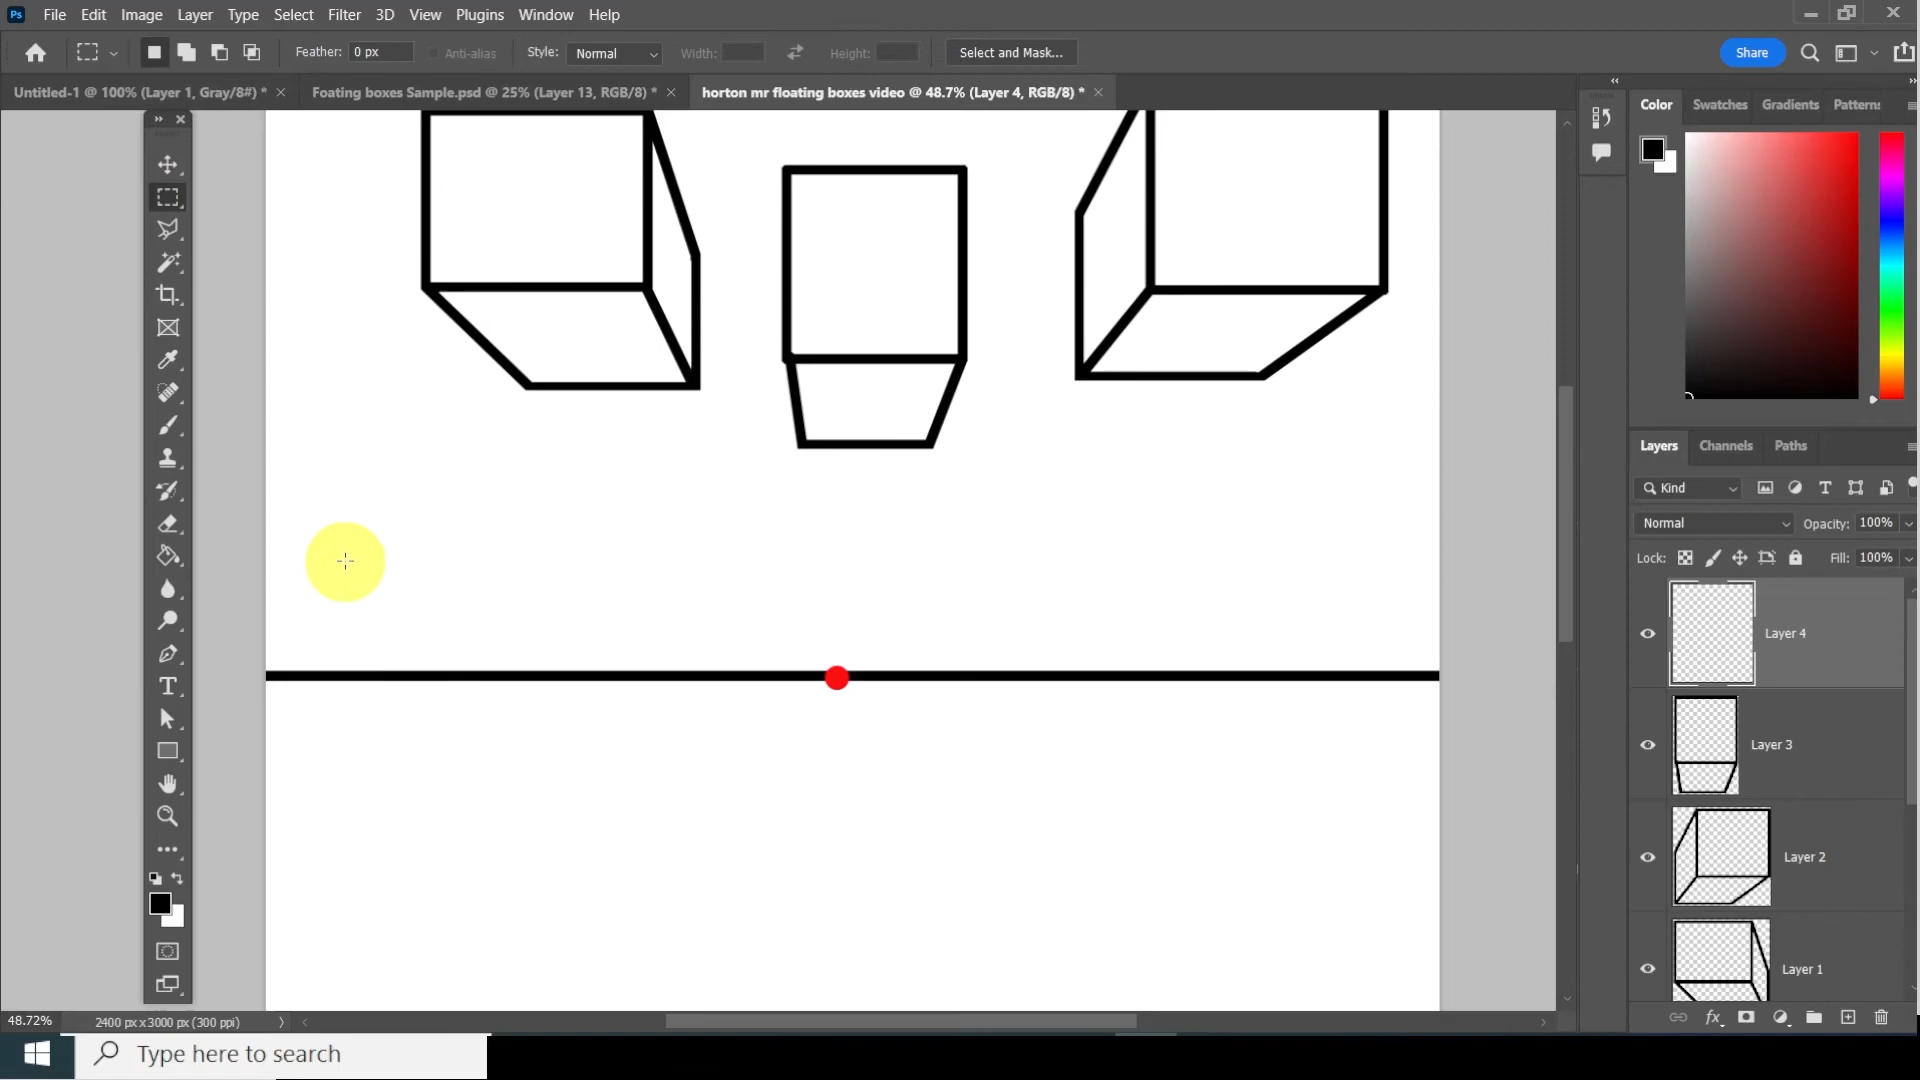 Ps File Edit Image Layer Type Select Filter 3D View Plugins Window Help
Feather: 0 px Anti-alias Style: Normal Width: Height: Select and Mask... Share
Untitled-1 @ 100% (Layer 1, Gray/8#) * Foating boxes Sample.psd @ 25% (Layer 13, RGB/8) * horton mr floating boxes video @ 48.7% (Layer 4, RGB/8) *
Color Swatches Gradients Patterns
Layers Channels Paths
Kind
Normal Opacity: 100%
Lock: Fill: 100%
Layer 4
Layer 3
Layer 2
Layer 1
48.72% 2400 px x 3000 px (300 ppi)
Type here to search